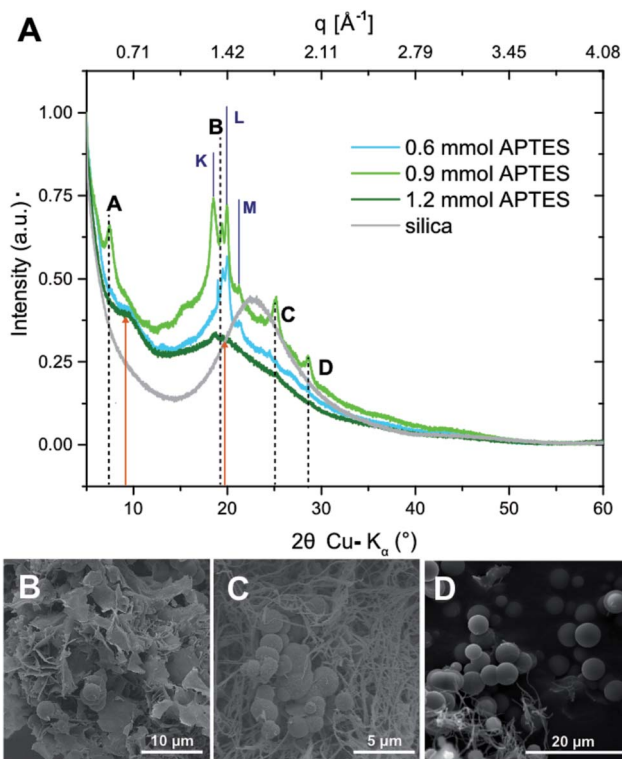 A
q [Å⁻¹]
0.71 1.42 2.11 2.79 3.45 4.08
1.00
0.75
0.50
0.25
0.00
Intensity (a.u.)
A
K
B
L
M
C
D
0.6 mmol APTES
0.9 mmol APTES
1.2 mmol APTES
silica
10 20 30 40 50 60
2θ Cu-Kα (°)
B
10 µm
C
5 µm
D
20 µm